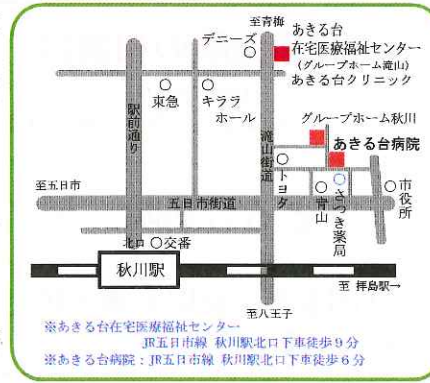 至青梅
デニーズ
あきる台
在宅医療福祉センター
(グループホーム滝山)
あきる台クリニック
東急
キララ
ホール
駅前通り
滝山街道
グループホーム秋川
あきる台病院
至五日市
五日市街道
トヨタ
青山
さつき薬局
市役所
北口
交番
秋川駅
至 拝島駅→
至八王子
※あきる台在宅医療福祉センター
JR五日市線 秋川駅北口下車徒歩9分
※あきる台病院:JR五日市線 秋川駅北口下車徒歩6分